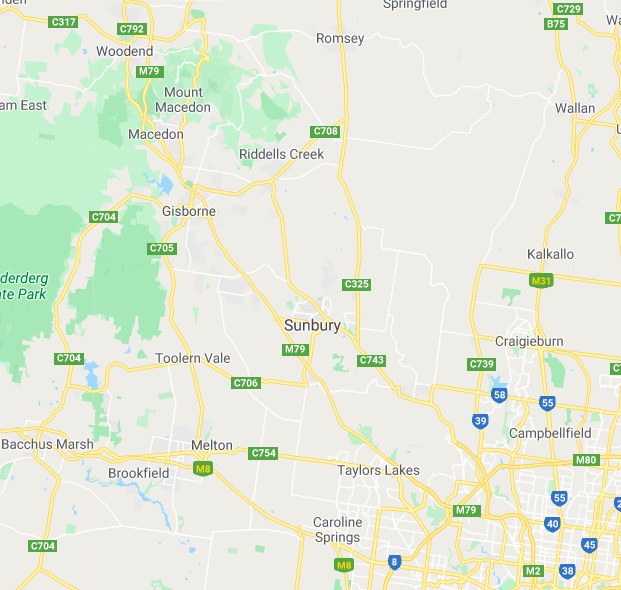 Springfield
C729
C317
C792
B75
Romsey
Woodend
M79
Mount
Macedon
am East
Wallan
Macedon
C708
Riddells Creek
Gisborne
C704
C705
C7
Kalkallo
derderg
te Park
M31
C325
Sunbury
Craigieburn
M79
Toolern Vale
C704
C743
C739
C706
58
55
39
Campbellfield
Bacchus Marsh
Melton
C754
M80
Brookfield
M8
Taylors Lakes
55
M79
Caroline
Springs
40
C704
45
M8
8
M2
38